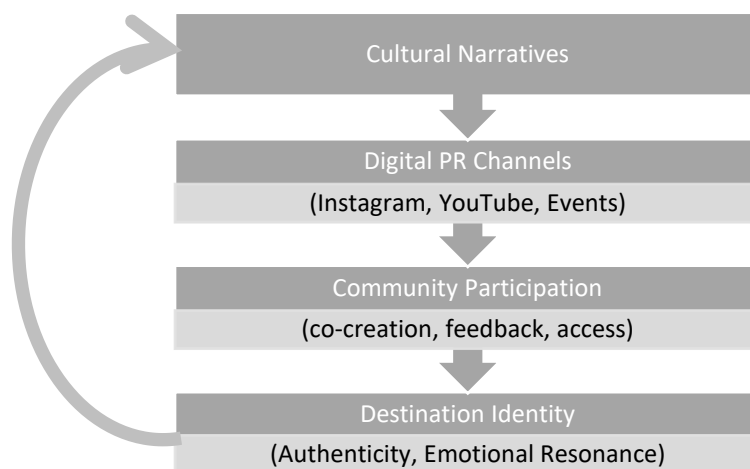 Cultural Narratives
Digital PR Channels
(Instagram, YouTube, Events)
Community Participation
(co-creation, feedback, access)
Destination Identity
(Authenticity, Emotional Resonance)